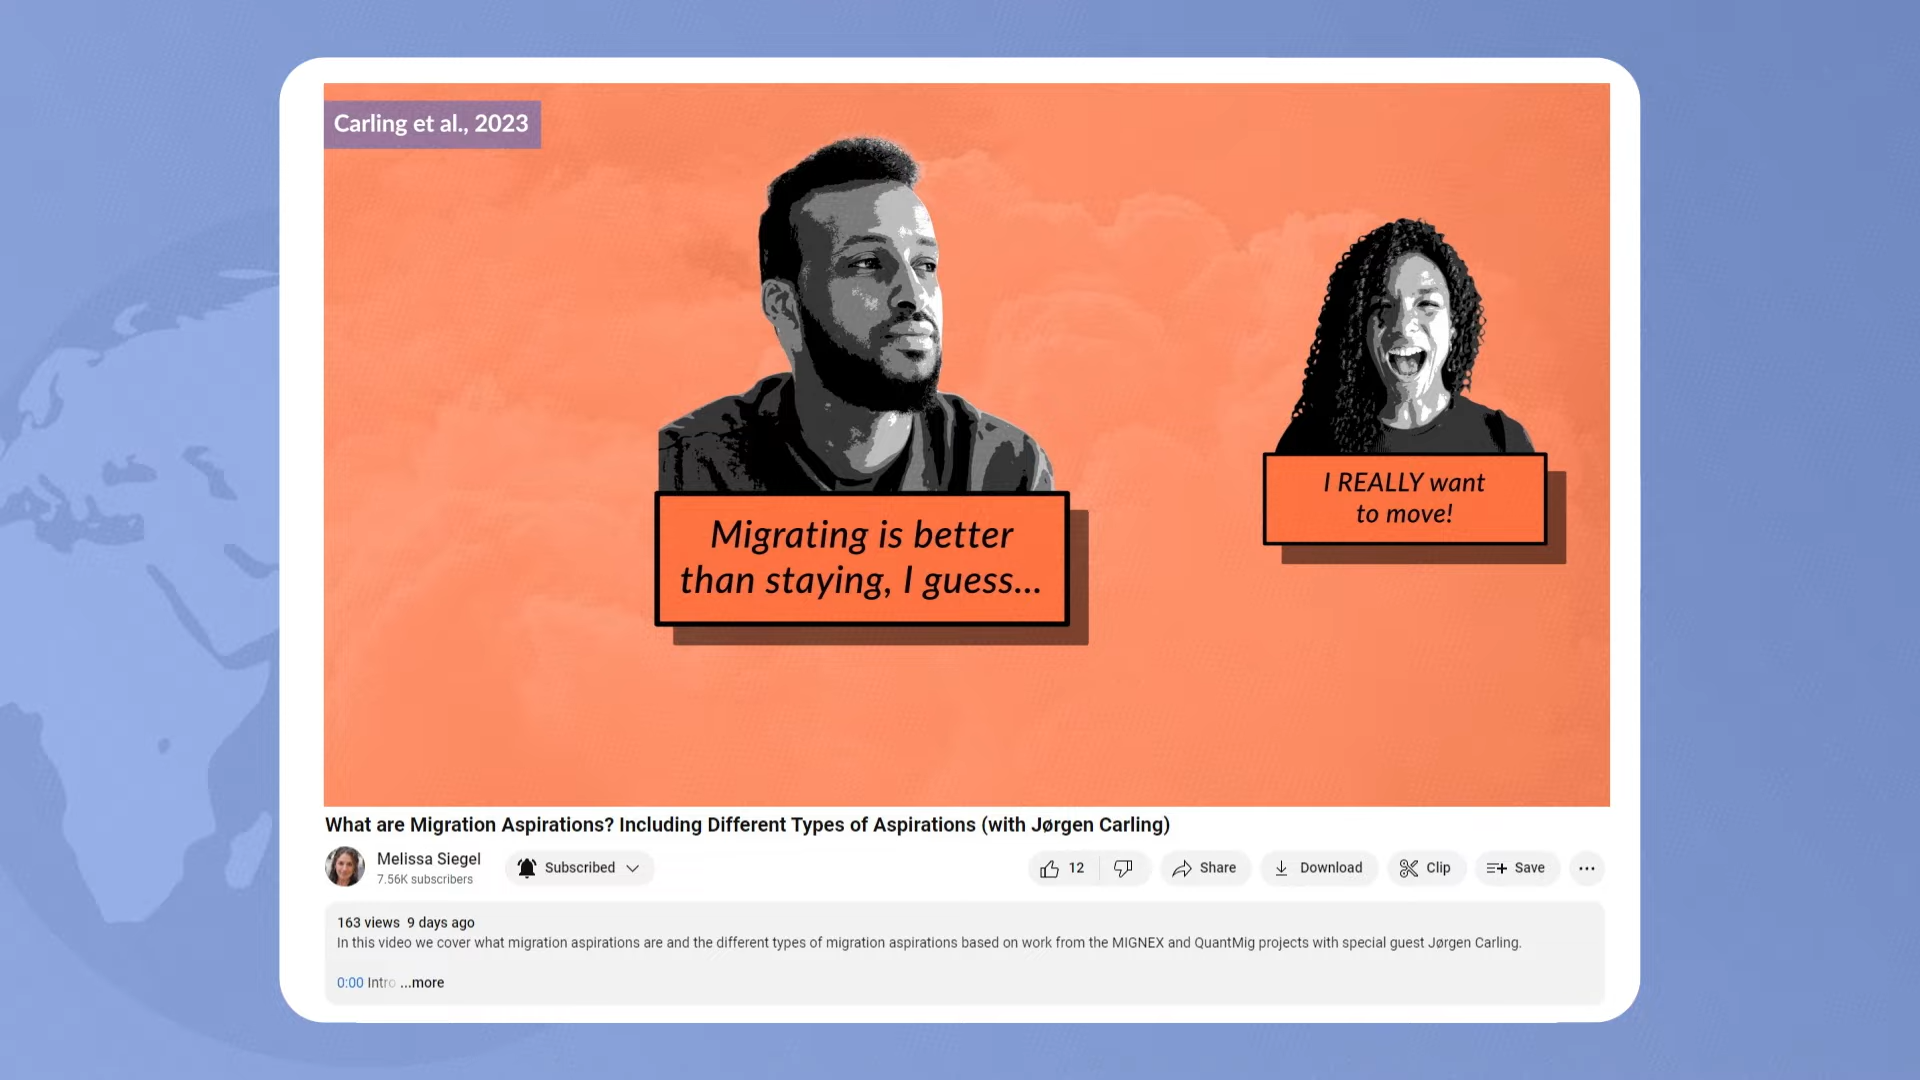 Carling et al., 2023
Migrating is better
than staying, I guess...
I REALLY want
to move!
What are Migration Aspirations? Including Different Types of Aspirations (with Jørgen Carling)
Melissa Siegel
7.56K subscribers
Subscribed
12
Share
Download
Clip
Save
163 views 9 days ago
In this video we cover what migration aspirations are and the different types of migration aspirations based on work from the MIGNEX and QuantMig projects with special guest Jørgen Carling.
0:00 Intro ...more